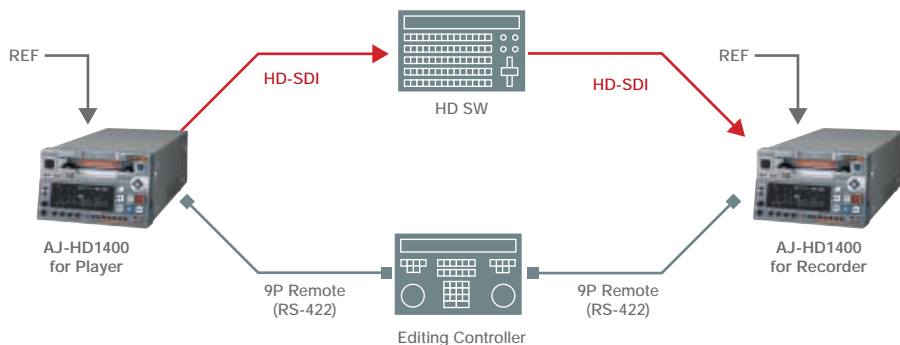 REF
HD-SDI
HD SW
HD-SDI
REF
AJ-HD1400
for Player
9P Remote
(RS-422)
Editing Controller
9P Remote
(RS-422)
AJ-HD1400
for Recorder